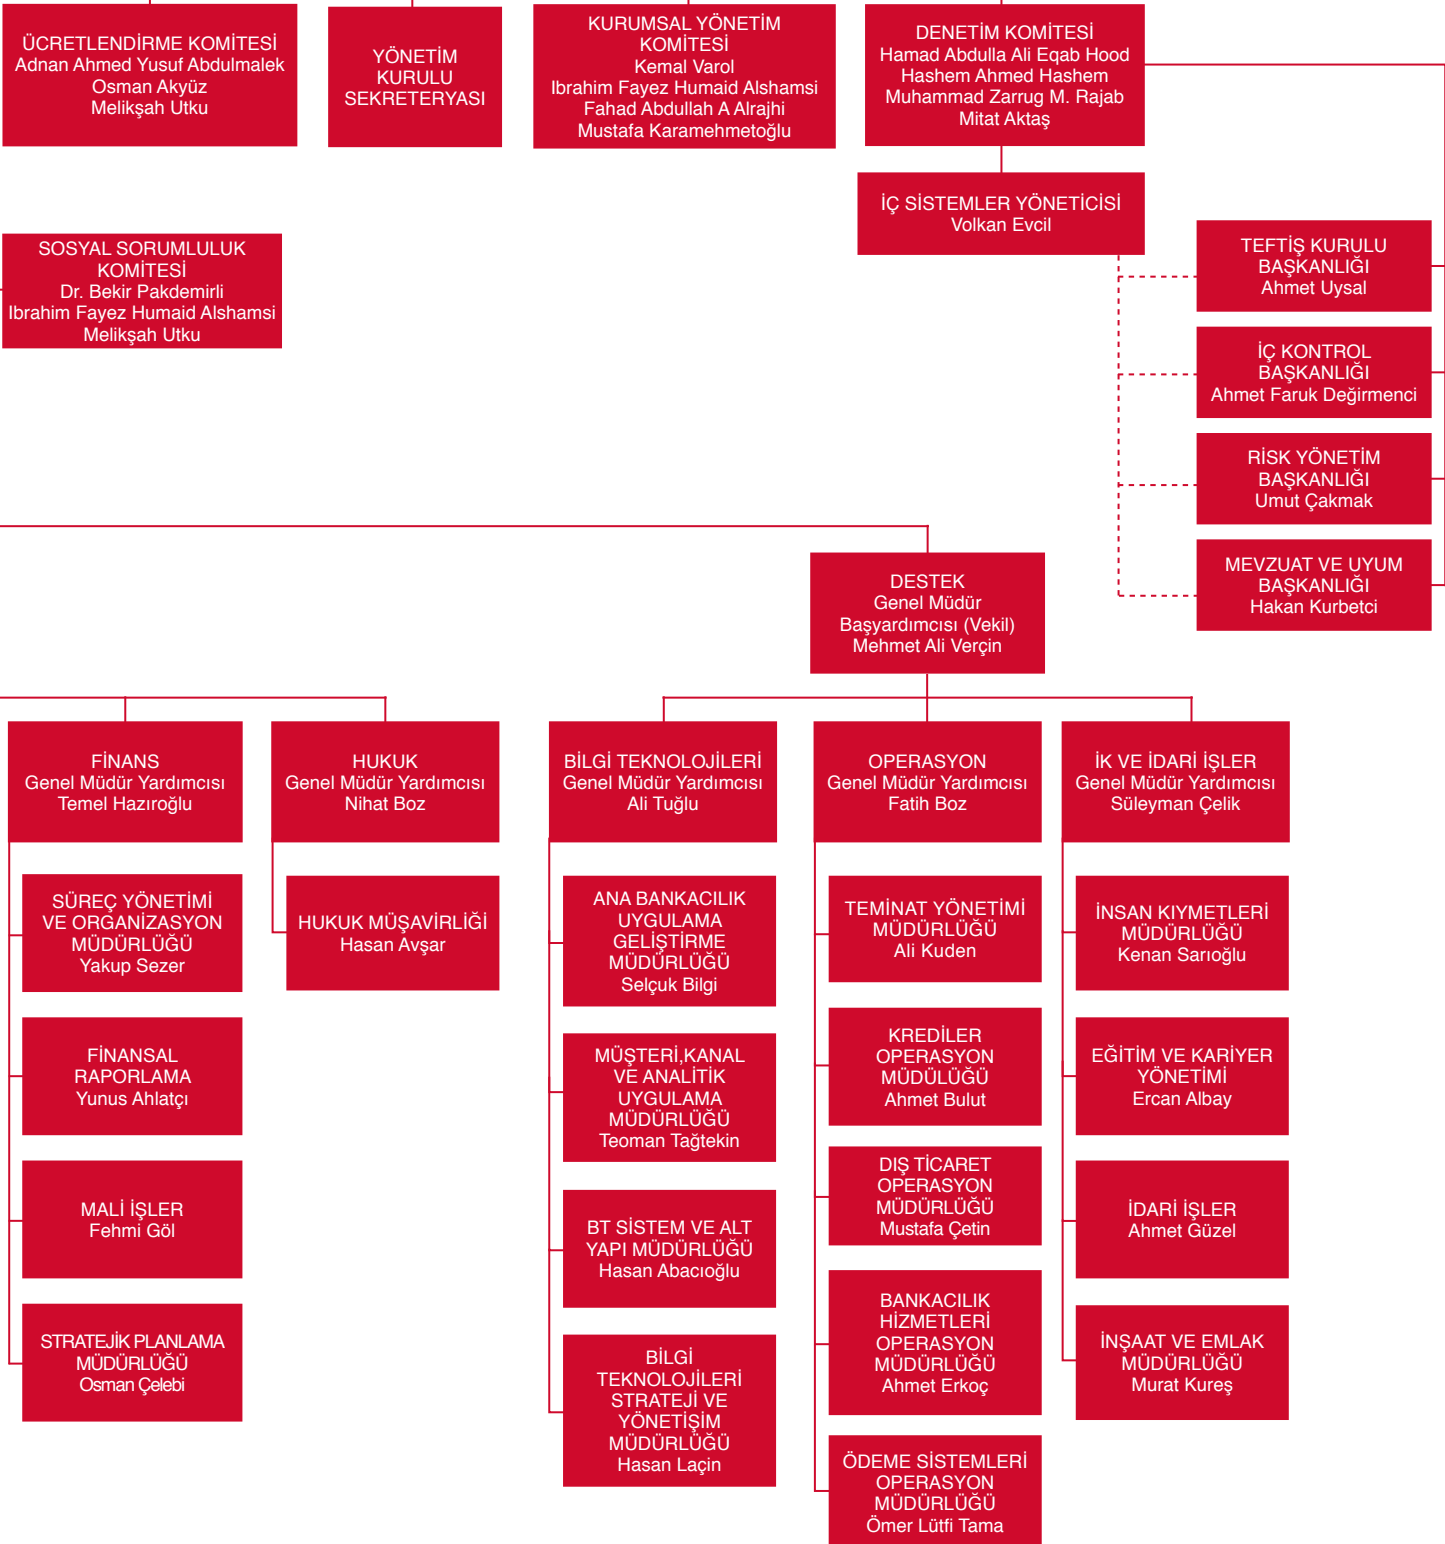 ÜCRETLENDİRME KOMİTESİ
Adnan Ahmed Yusuf Abdulmalek
Osman Akyüz
Melikşah Utku
YÖNETİM
KURULU
SEKRETERYASI
KURUMSAL YÖNETİM
KOMİTESİ
Kemal Varol
Ibrahim Fayez Humaid Alshamsi
Fahad Abdullah A Alrajhi
Mustafa Karamehmetoğlu
DENETİM KOMİTESİ
Hamad Abdulla Ali Eqab Hood
Hashem Ahmed Hashem
Muhammad Zarrug M. Rajab
Mitat Aktaş
İÇ SİSTEMLER YÖNETİCİSİ
Volkan Evcil
SOSYAL SORUMLULUK
KOMİTESİ
Dr. Bekir Pakdemirli
Ibrahim Fayez Humaid Alshamsi
Melikşah Utku
TEFTİŞ KURULU
BAŞKANLIĞI
Ahmet Uysal
İÇ KONTROL
BAŞKANLIĞI
Ahmet Faruk Değirmenci
RİSK YÖNETİM
BAŞKANLIĞI
Umut Çakmak
MEVZUAT VE UYUM
BAŞKANLIĞI
Hakan Kurbetci
DESTEK
Genel Müdür
Başyardımcısı (Vekil)
Mehmet Ali Verçin
FİNANS
Genel Müdür Yardımcısı
Temel Hazıroğlu
HUKUK
Genel Müdür Yardımcısı
Nihat Boz
BİLGİ TEKNOLOJİLERİ
Genel Müdür Yardımcısı
Ali Tuğlu
OPERASYON
Genel Müdür Yardımcısı
Fatih Boz
İK VE İDARİ İŞLER
Genel Müdür Yardımcısı
Süleyman Çelik
SÜREÇ YÖNETİMİ
VE ORGANİZASYON
MÜDÜRLÜĞÜ
Yakup Sezer
FİNANSAL
RAPORLAMA
Yunus Ahlatçı
MALİ İŞLER
Fehmi Göl
STRATEJİK PLANLAMA
MÜDÜRLÜĞÜ
Osman Çelebi
HUKUK MÜŞAVİRLİĞİ
Hasan Avşar
ANA BANKACILIK
UYGULAMA
GELİŞTİRME
MÜDÜRLÜĞÜ
Selçuk Bilgi
MÜŞTERİ,KANAL
VE ANALİTİK
UYGULAMA
MÜDÜRLÜĞÜ
Teoman Tağtekin
BT SİSTEM VE ALT
YAPI MÜDÜRLÜĞÜ
Hasan Abacıoğlu
BİLGİ
TEKNOLOJİLERİ
STRATEJİ VE
YÖNETİŞİM
MÜDÜRLÜĞÜ
Hasan Laçin
TEMİNAT YÖNETİMİ
MÜDÜRLÜĞÜ
Ali Kuden
KREDİLER
OPERASYON
MÜDÜLÜĞÜ
Ahmet Bulut
DIŞ TİCARET
OPERASYON
MÜDÜRLÜĞÜ
Mustafa Çetin
BANKACILIK
HİZMETLERİ
OPERASYON
MÜDÜRLÜĞÜ
Ahmet Erkoç
ÖDEME SİSTEMLERİ
OPERASYON
MÜDÜRLÜĞÜ
Ömer Lütfi Tama
İNSAN KIYMETLERİ
MÜDÜRLÜĞÜ
Kenan Sarıoğlu
EĞİTİM VE KARİYER
YÖNETİMİ
Ercan Albay
İDARİ İŞLER
Ahmet Güzel
İNŞAAT VE EMLAK
MÜDÜRLÜĞÜ
Murat Kureş